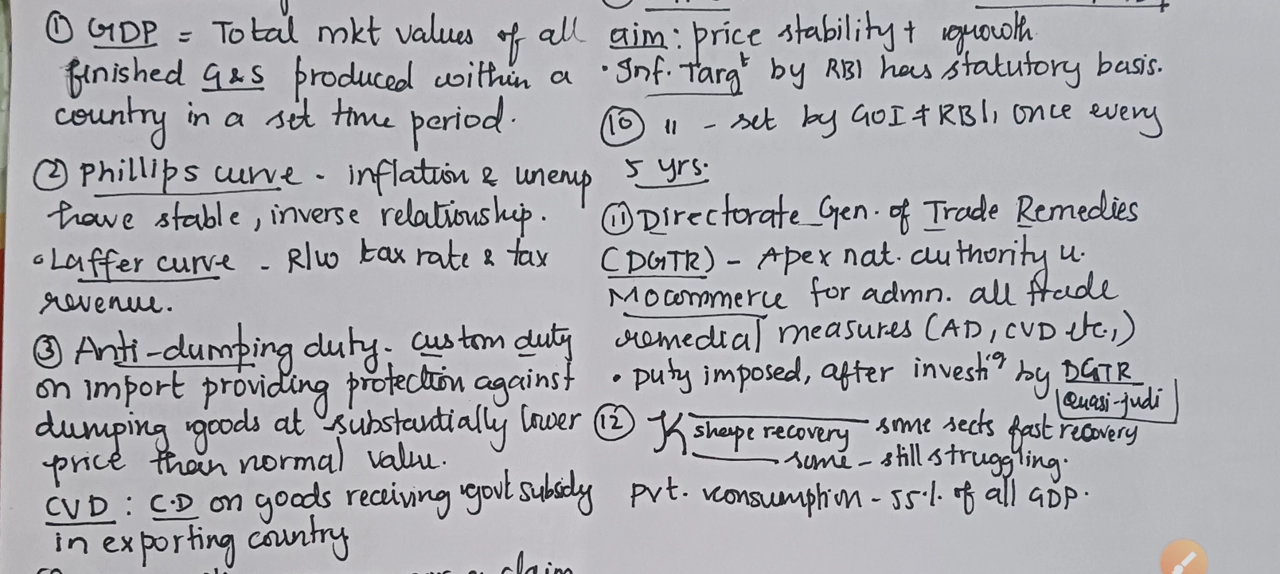 ① GDP = Total mkt values of all
finished G&S produced within a
country in a set time period.
② Phillips curve - inflation & unemp
have stable, inverse relationship.
Laffer curve - R/w tax rate & tax
revenue.
③ Anti-dumping duty - custom duty
on import providing protection against
dumping goods at substantially lower
price than normal value.
CVD : C.D on goods receiving govt subsidy
in exporting country
claim
aim : price stability + growth
• Inf. Targt by RBI has statutory basis.
⑩ " - set by GOI & RBI, once every
5 yrs.
⑪ Directorate Gen. of Trade Remedies
(DGTR) - Apex nat. authority u.
Mocommerce for admn. all trade
remedial measures (AD, CVD etc.,)
• Duty imposed, after investig by DGTR
Quasi-judi
⑫ K shape recovery - some sects fast recovery
some - still struggling.
Pvt. consumption - 55% of all GDP.